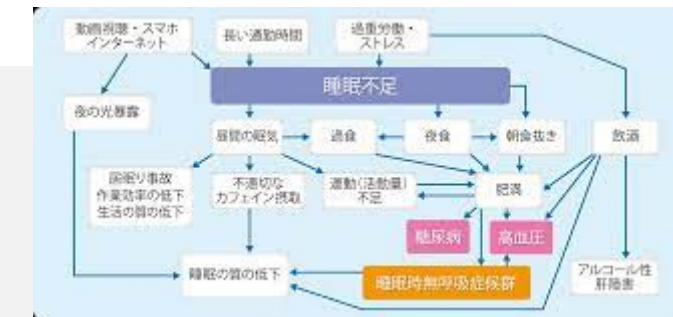 動画視聴・スマホ
インターネット
長い通勤時間
過重労働・
ストレス
睡眠不足
夜の光暴露
昼間の眠気
過食
夜食
朝食抜き
飲酒
居眠り事故
作業効率の低下
生活の質の低下
不適切な
カフェイン摂取
運動(活動量)
不足
肥満
糖尿病
高血圧
睡眠の質の低下
睡眠時無呼吸症候群
アルコール性
肝障害